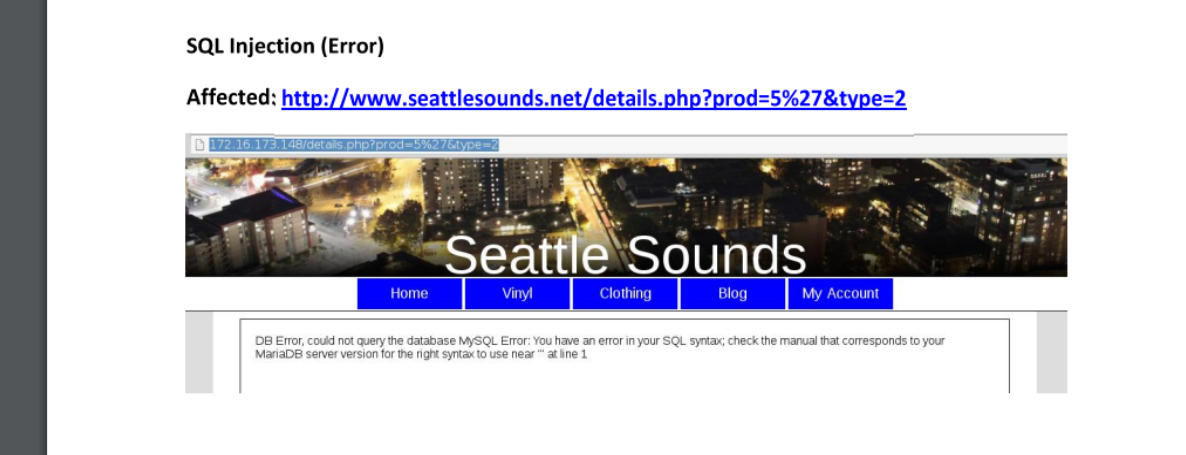 SQL Injection (Error)
Affected: http://www.seattlesounds.net/details.php?prod=5%27&type=2
172.16.173.148/details.php?prod=5%27&type=2
Seattle Sounds
Home Vinyl Clothing Blog My Account
DB Error, could not query the database MySQL Error: You have an error in your SQL syntax; check the manual that corresponds to your
MariaDB server version for the right syntax to use near ''' at line 1